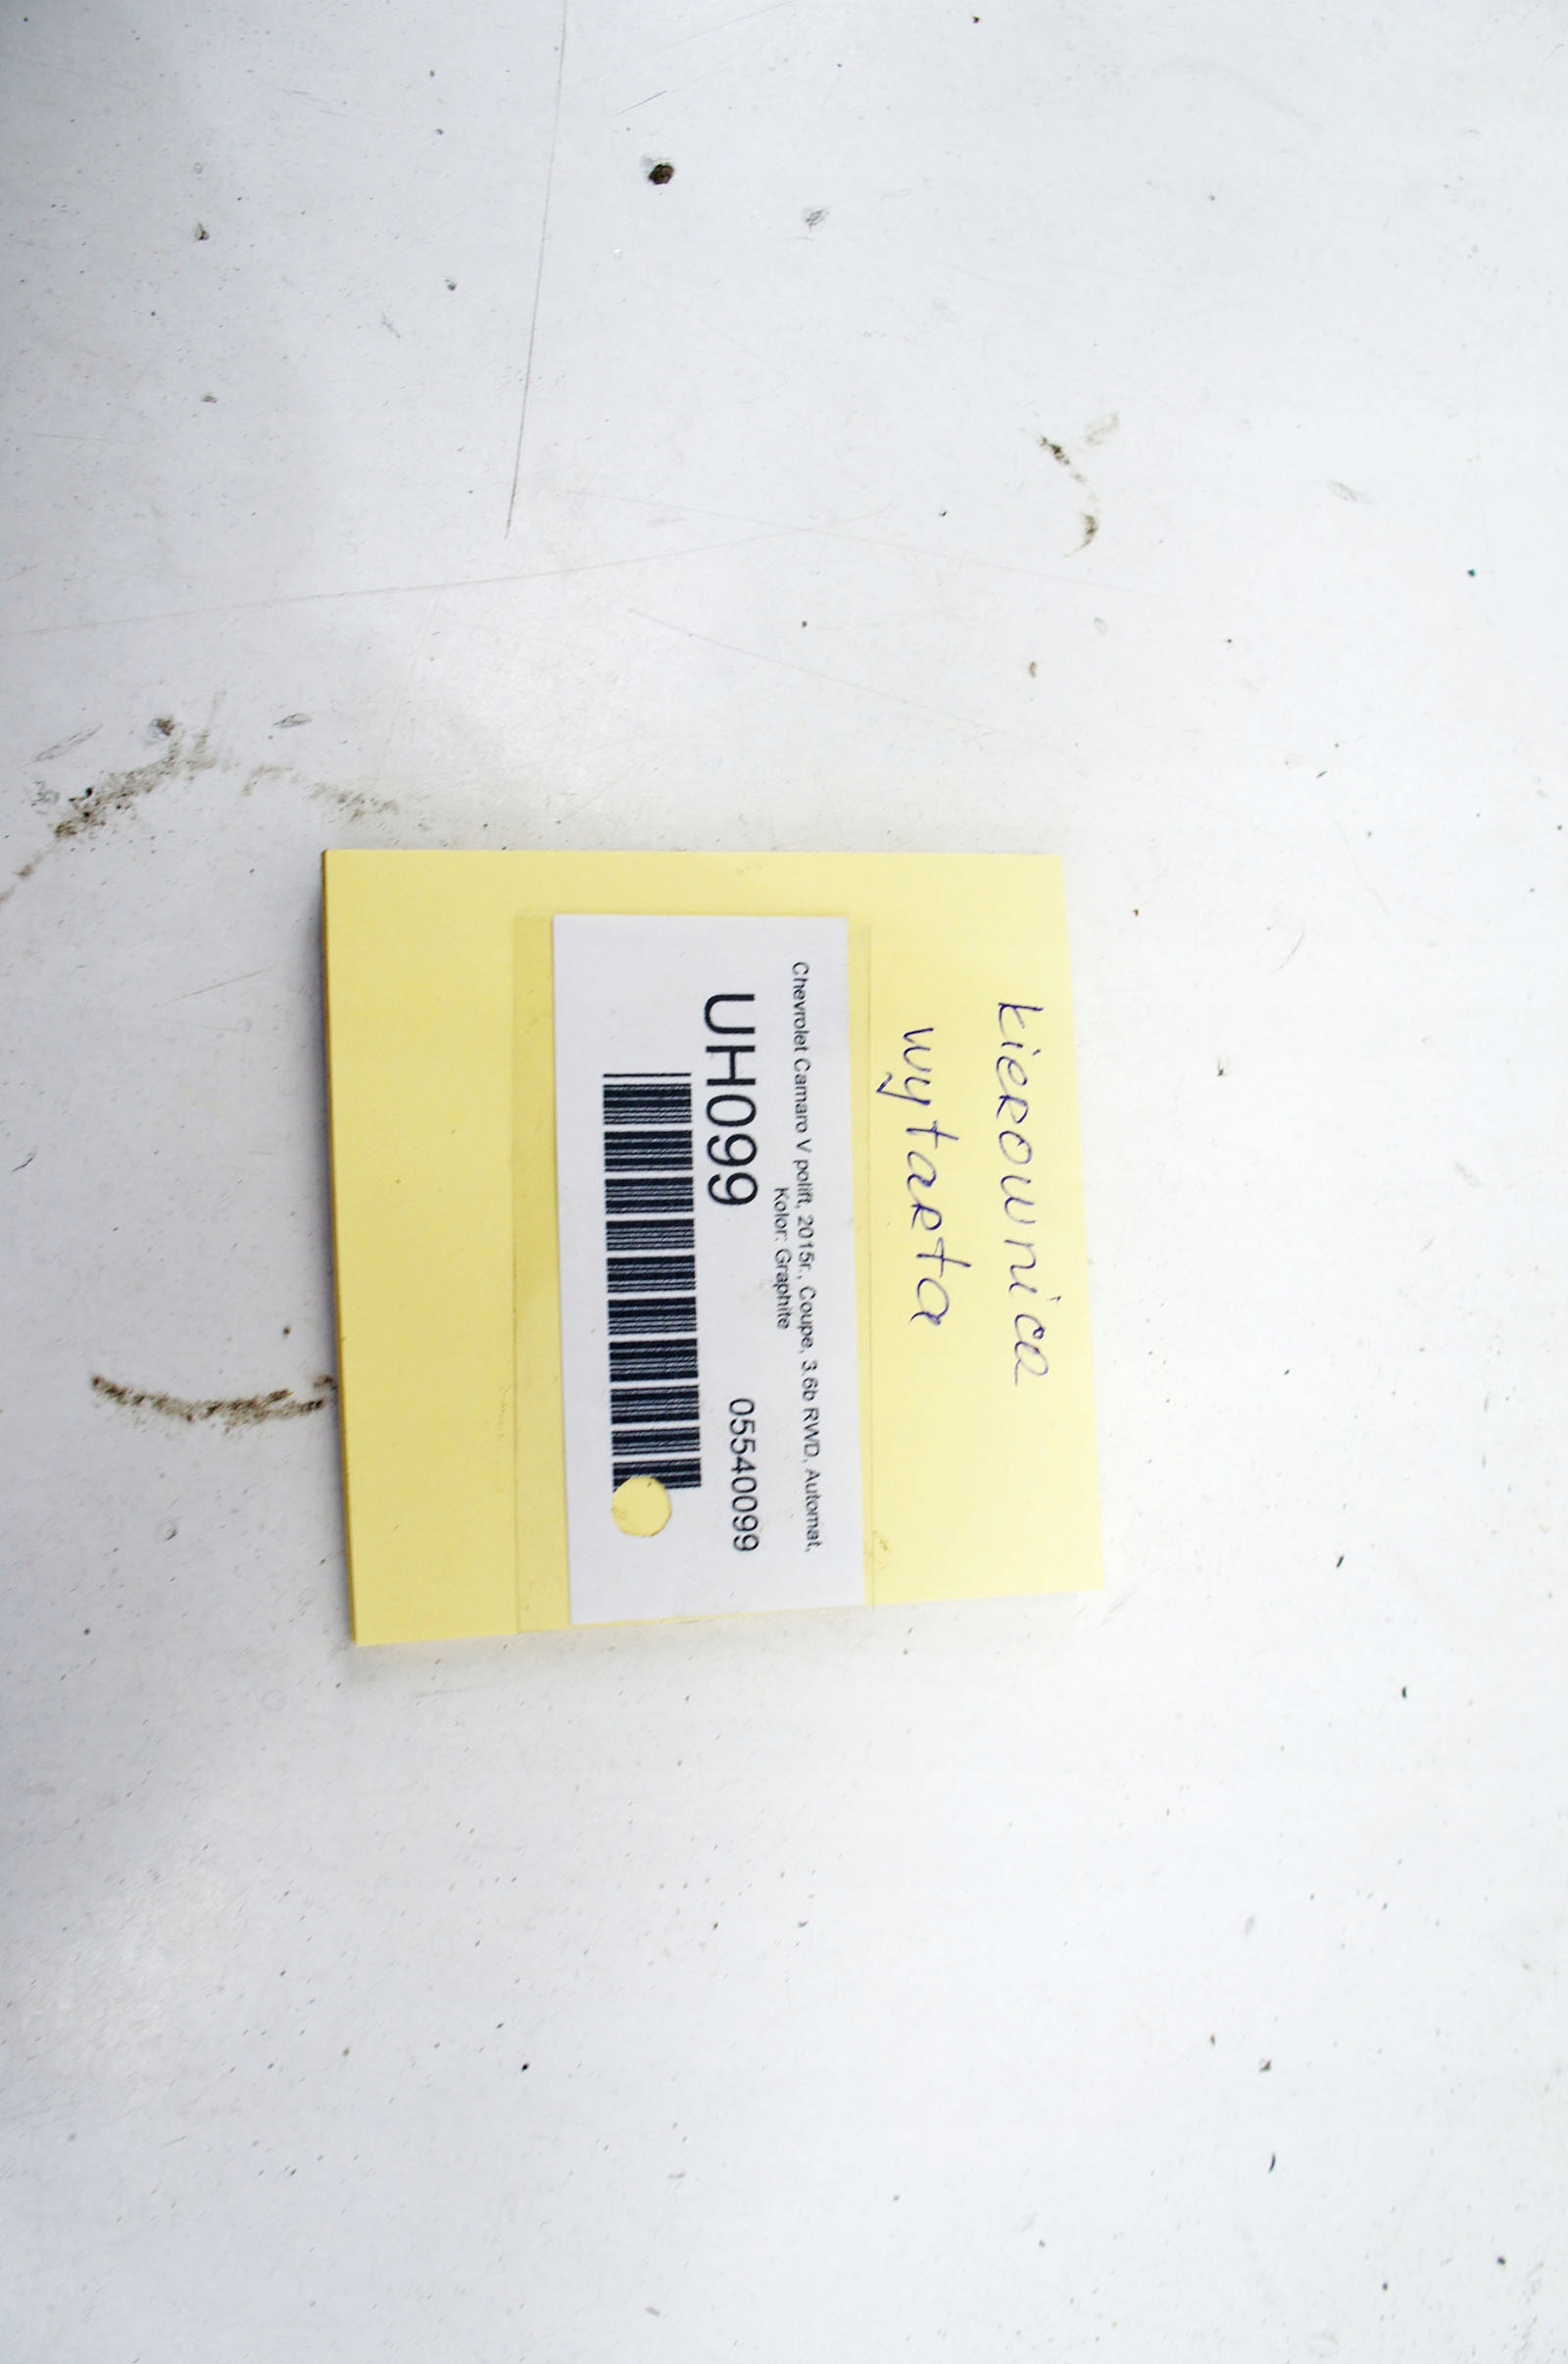 kierownica
wytarta
Chevrolet Camaro V polift, 2015r., Coupe, 3.6b RWD, Automat,
Kolor: Graphite
UH099 05540099